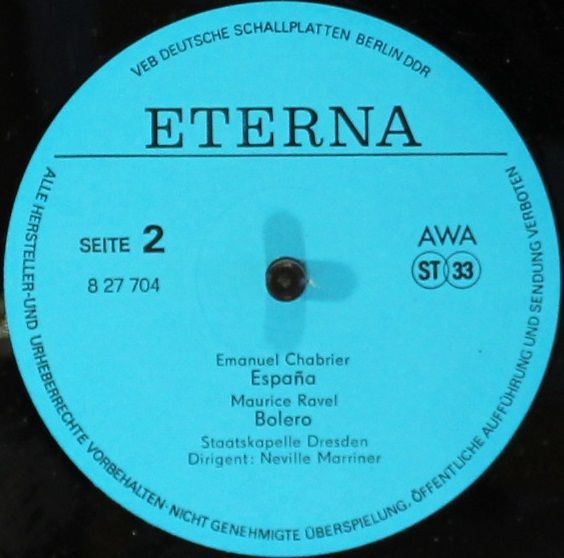 VEB DEUTSCHE SCHALLPLATTEN BERLIN DDR
ETERNA
SEITE 2
8 27 704
AWA
ST 33
Emanuel Chabrier
España
Maurice Ravel
Bolero
Staatskapelle Dresden
Dirigent: Neville Marriner
ALLE HERSTELLER-UND URHEBERRECHTE VORBEHALTEN · NICHT GENEHMIGTE ÜBERSPIELUNG, ÖFFENTLICHE AUFFÜHRUNG UND SENDUNG VERBOTEN